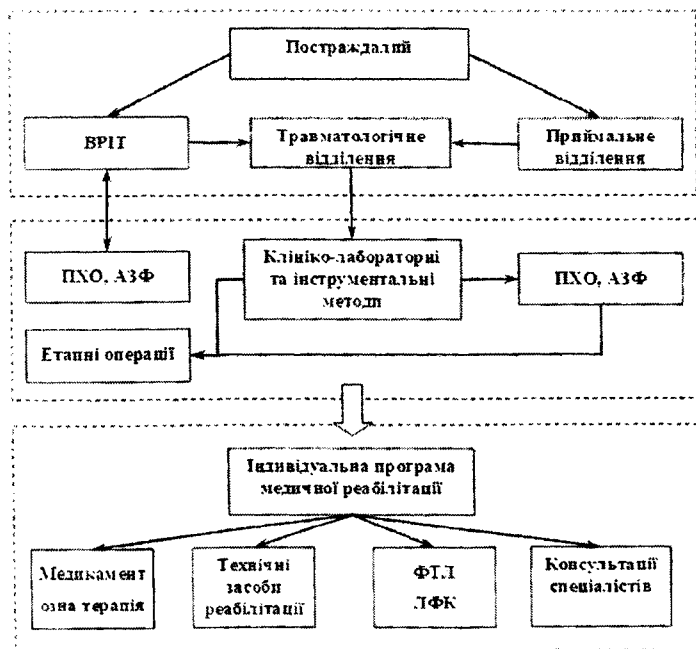 Постраждалий
ВРІТ
Травматологічне
відділення
Приймальне
відділення
ПХО, АЗФ
Клініко-лабораторні
та інструментальні
методи
ПХО, АЗФ
Етапні операції
Індивідуальна програма
медичної реабілітації
Медикамент
озна терапія
Технічні
засоби
реабілітації
ФТЛ
ЛФК
Консультації
спеціалістів